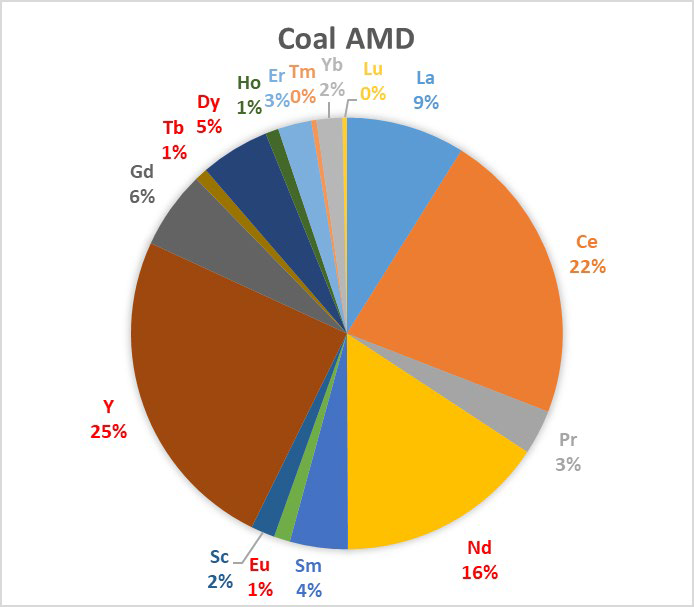 Coal AMD
La
9%
Ce
22%
Pr
3%
Nd
16%
Sm
4%
Eu
1%
Sc
2%
Y
25%
Gd
6%
Tb
1%
Dy
5%
Ho
1%
Er
3%
Tm
0%
Yb
2%
Lu
0%